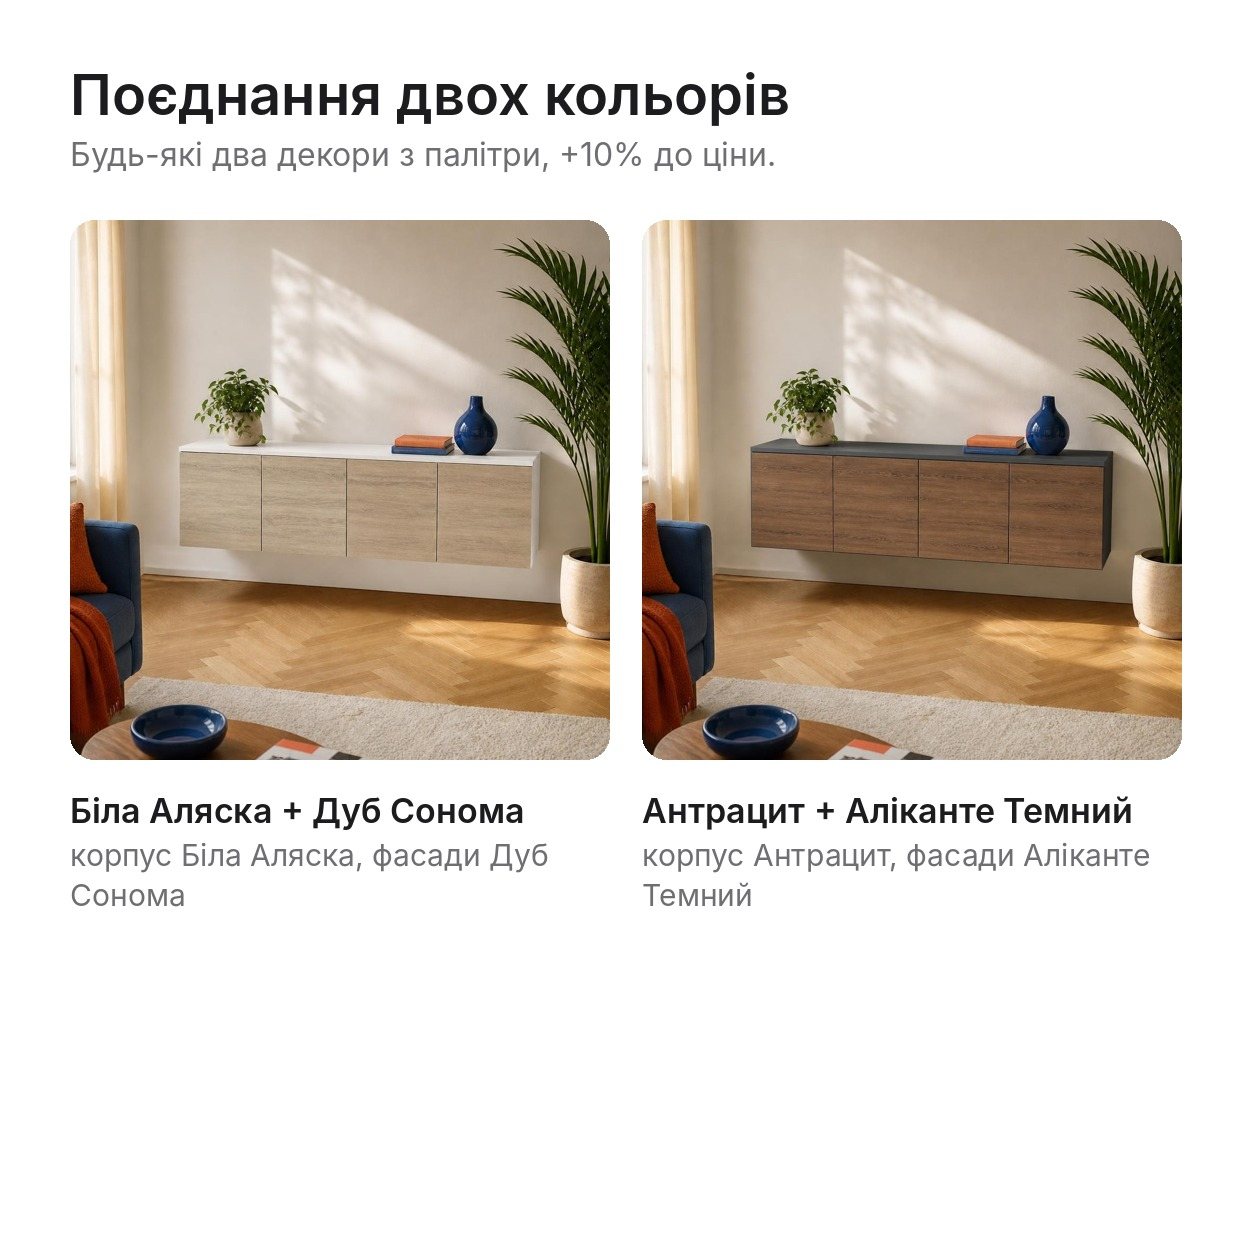 Поєднання двох кольорів
Будь-які два декори з палітри, +10% до ціни.
Біла Аляска + Дуб Сонома
корпус Біла Аляска, фасади Дуб
Сонома
Антрацит + Аліканте Темний
корпус Антрацит, фасади Аліканте
Темний